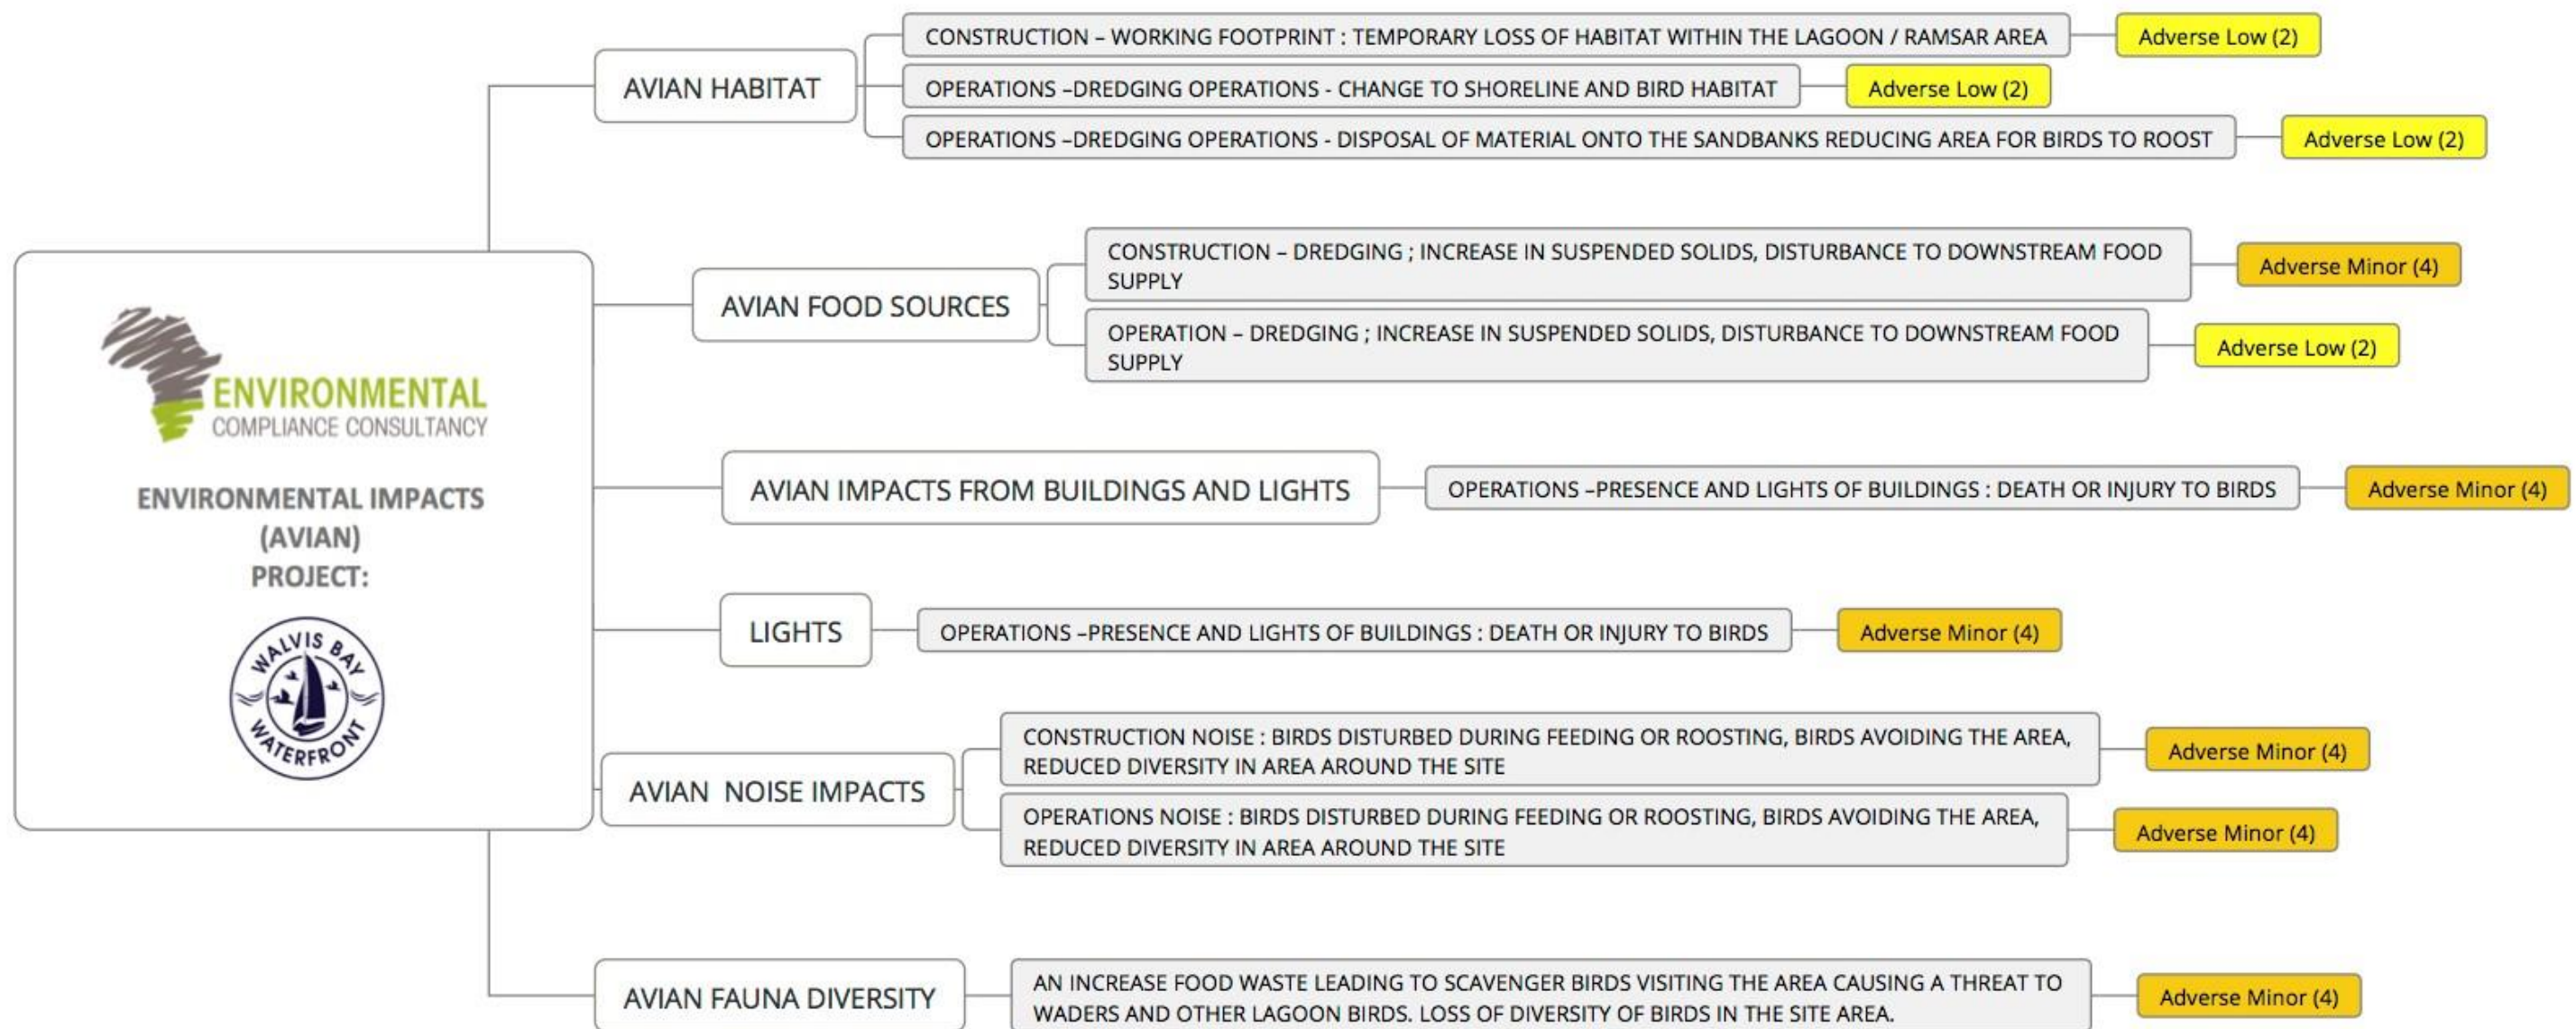 AVIAN HABITAT
CONSTRUCTION – WORKING FOOTPRINT : TEMPORARY LOSS OF HABITAT WITHIN THE LAGOON / RAMSAR AREA
Adverse Low (2)
OPERATIONS –DREDGING OPERATIONS - CHANGE TO SHORELINE AND BIRD HABITAT
Adverse Low (2)
OPERATIONS –DREDGING OPERATIONS - DISPOSAL OF MATERIAL ONTO THE SANDBANKS REDUCING AREA FOR BIRDS TO ROOST
Adverse Low (2)
ENVIRONMENTAL
COMPLIANCE CONSULTANCY
ENVIRONMENTAL IMPACTS
(AVIAN)
PROJECT:
WALVIS BAY
WATERFRONT
AVIAN FOOD SOURCES
CONSTRUCTION – DREDGING ; INCREASE IN SUSPENDED SOLIDS, DISTURBANCE TO DOWNSTREAM FOOD
SUPPLY
Adverse Minor (4)
OPERATION – DREDGING ; INCREASE IN SUSPENDED SOLIDS, DISTURBANCE TO DOWNSTREAM FOOD
SUPPLY
Adverse Low (2)
AVIAN IMPACTS FROM BUILDINGS AND LIGHTS
OPERATIONS –PRESENCE AND LIGHTS OF BUILDINGS : DEATH OR INJURY TO BIRDS
Adverse Minor (4)
LIGHTS
OPERATIONS –PRESENCE AND LIGHTS OF BUILDINGS : DEATH OR INJURY TO BIRDS
Adverse Minor (4)
AVIAN  NOISE IMPACTS
CONSTRUCTION NOISE : BIRDS DISTURBED DURING FEEDING OR ROOSTING, BIRDS AVOIDING THE AREA,
REDUCED DIVERSITY IN AREA AROUND THE SITE
Adverse Minor (4)
OPERATIONS NOISE : BIRDS DISTURBED DURING FEEDING OR ROOSTING, BIRDS AVOIDING THE AREA,
REDUCED DIVERSITY IN AREA AROUND THE SITE
Adverse Minor (4)
AVIAN FAUNA DIVERSITY
AN INCREASE FOOD WASTE LEADING TO SCAVENGER BIRDS VISITING THE AREA CAUSING A THREAT TO
WADERS AND OTHER LAGOON BIRDS. LOSS OF DIVERSITY OF BIRDS IN THE SITE AREA.
Adverse Minor (4)